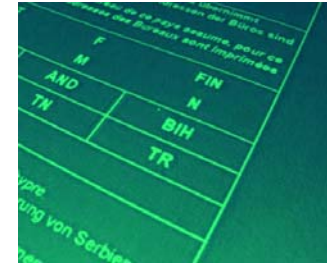 übernimmt
der Büros sind
de ce pays assume, pour ce
des Bureaux sont imprimées
F FIN
M N
AND BIH
TN TR
rung von Serbien